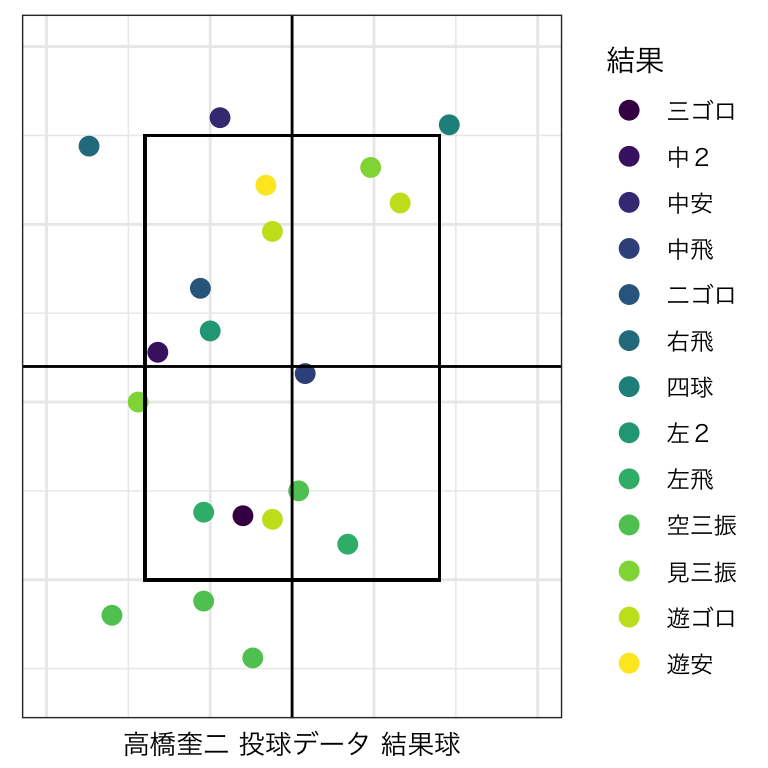 結果
三ゴロ
中２
中安
中飛
二ゴロ
右飛
四球
左２
左飛
空三振
見三振
遊ゴロ
遊安
高橋奎二 投球データ 結果球